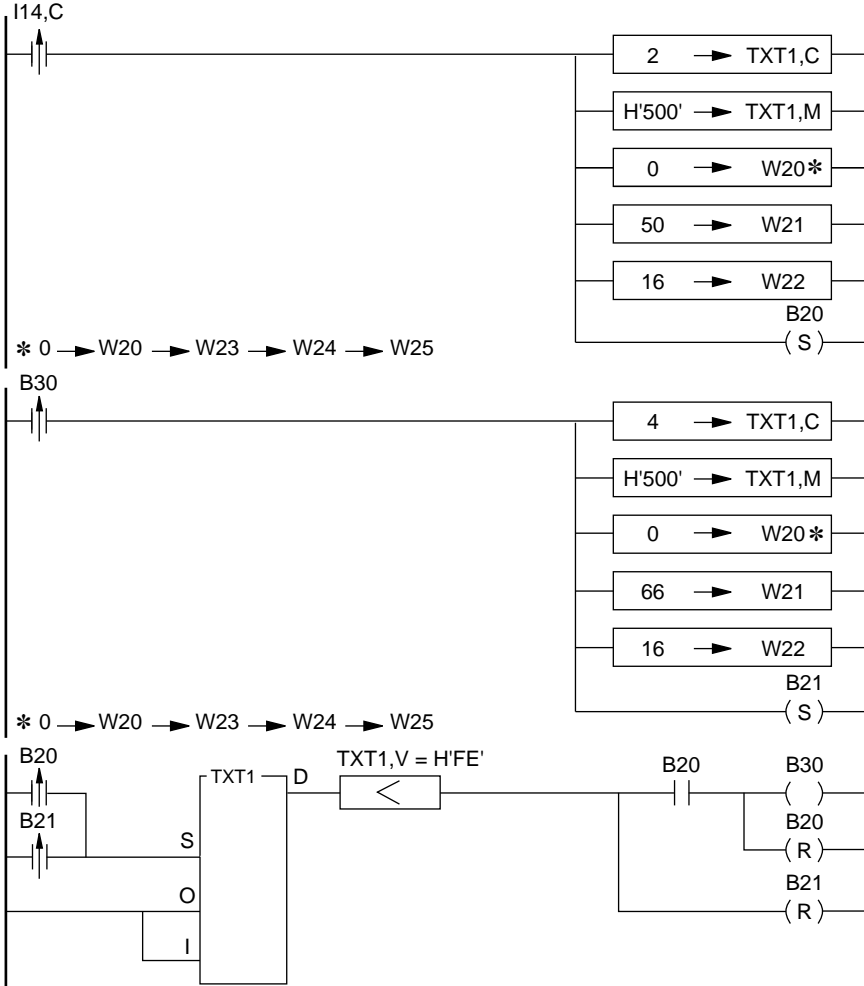 I14,C
2 → TXT1,C
H'500' → TXT1,M
0 → W20*
50 → W21
16 → W22
B20
( S )
* 0 → W20 → W23 → W24 → W25
B30
4 → TXT1,C
H'500' → TXT1,M
0 → W20*
66 → W21
16 → W22
B21
( S )
* 0 → W20 → W23 → W24 → W25
B20
TXT1
D
TXT1,V = H'FE'
<
B20
B30
( )
B21
S
B20
( R )
O
B21
( R )
I